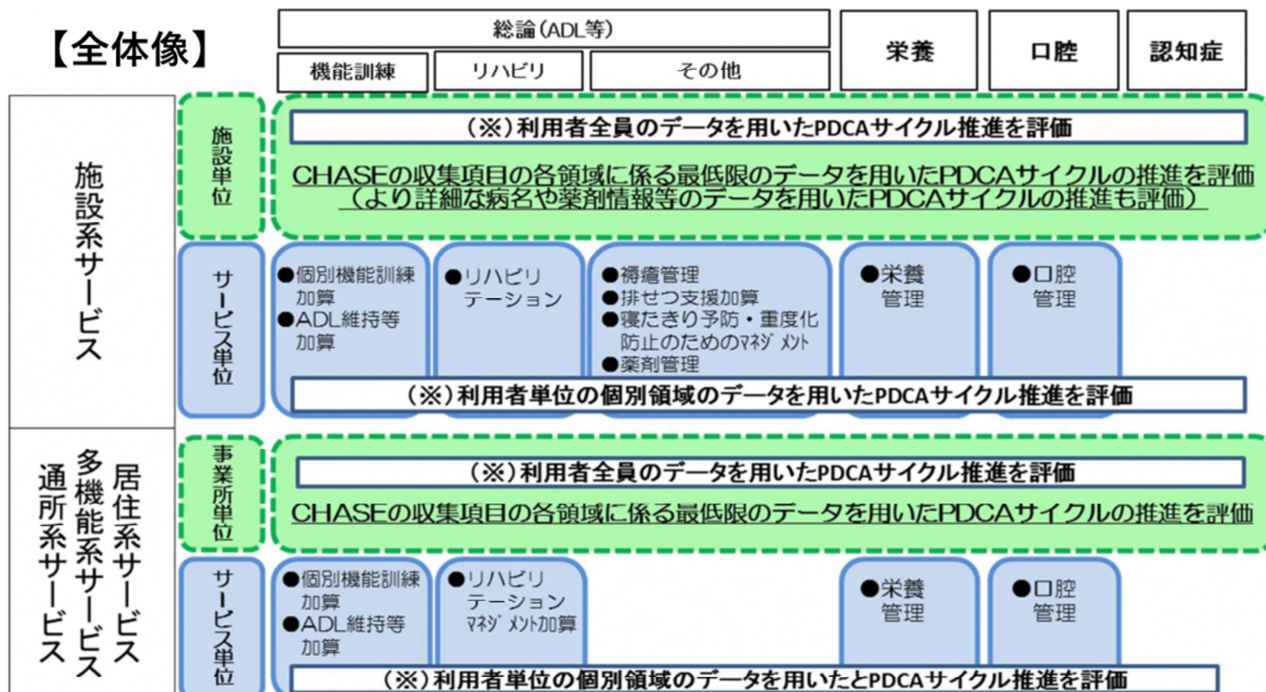 【全体像】
総論(ADL等)
機能訓練
リハビリ
その他
栄養
口腔
認知症
施設系サービス
施設単位
(※)利用者全員のデータを用いたPDCAサイクル推進を評価
CHASEの収集項目の各領域に係る最低限のデータを用いたPDCAサイクルの推進を評価
(より詳細な病名や薬剤情報等のデータを用いたPDCAサイクルの推進も評価)
サービス単位
●個別機能訓練
加算
●ADL維持等
加算
●リハビリ
テーション
●褥瘡管理
●排せつ支援加算
●寝たきり予防・重度化
防止のためのマネジメント
●薬剤管理
●栄養
管理
●口腔
管理
(※)利用者単位の個別領域のデータを用いたPDCAサイクル推進を評価
居住系サービス
多機能系サービス
通所系サービス
事業所単位
(※)利用者全員のデータを用いたPDCAサイクル推進を評価
CHASEの収集項目の各領域に係る最低限のデータを用いたPDCAサイクルの推進を評価
サービス単位
●個別機能訓練
加算
●ADL維持等
加算
●リハビリ
テーション
マネジメント加算
●栄養
管理
●口腔
管理
(※)利用者単位の個別領域のデータを用いたとPDCAサイクル推進を評価